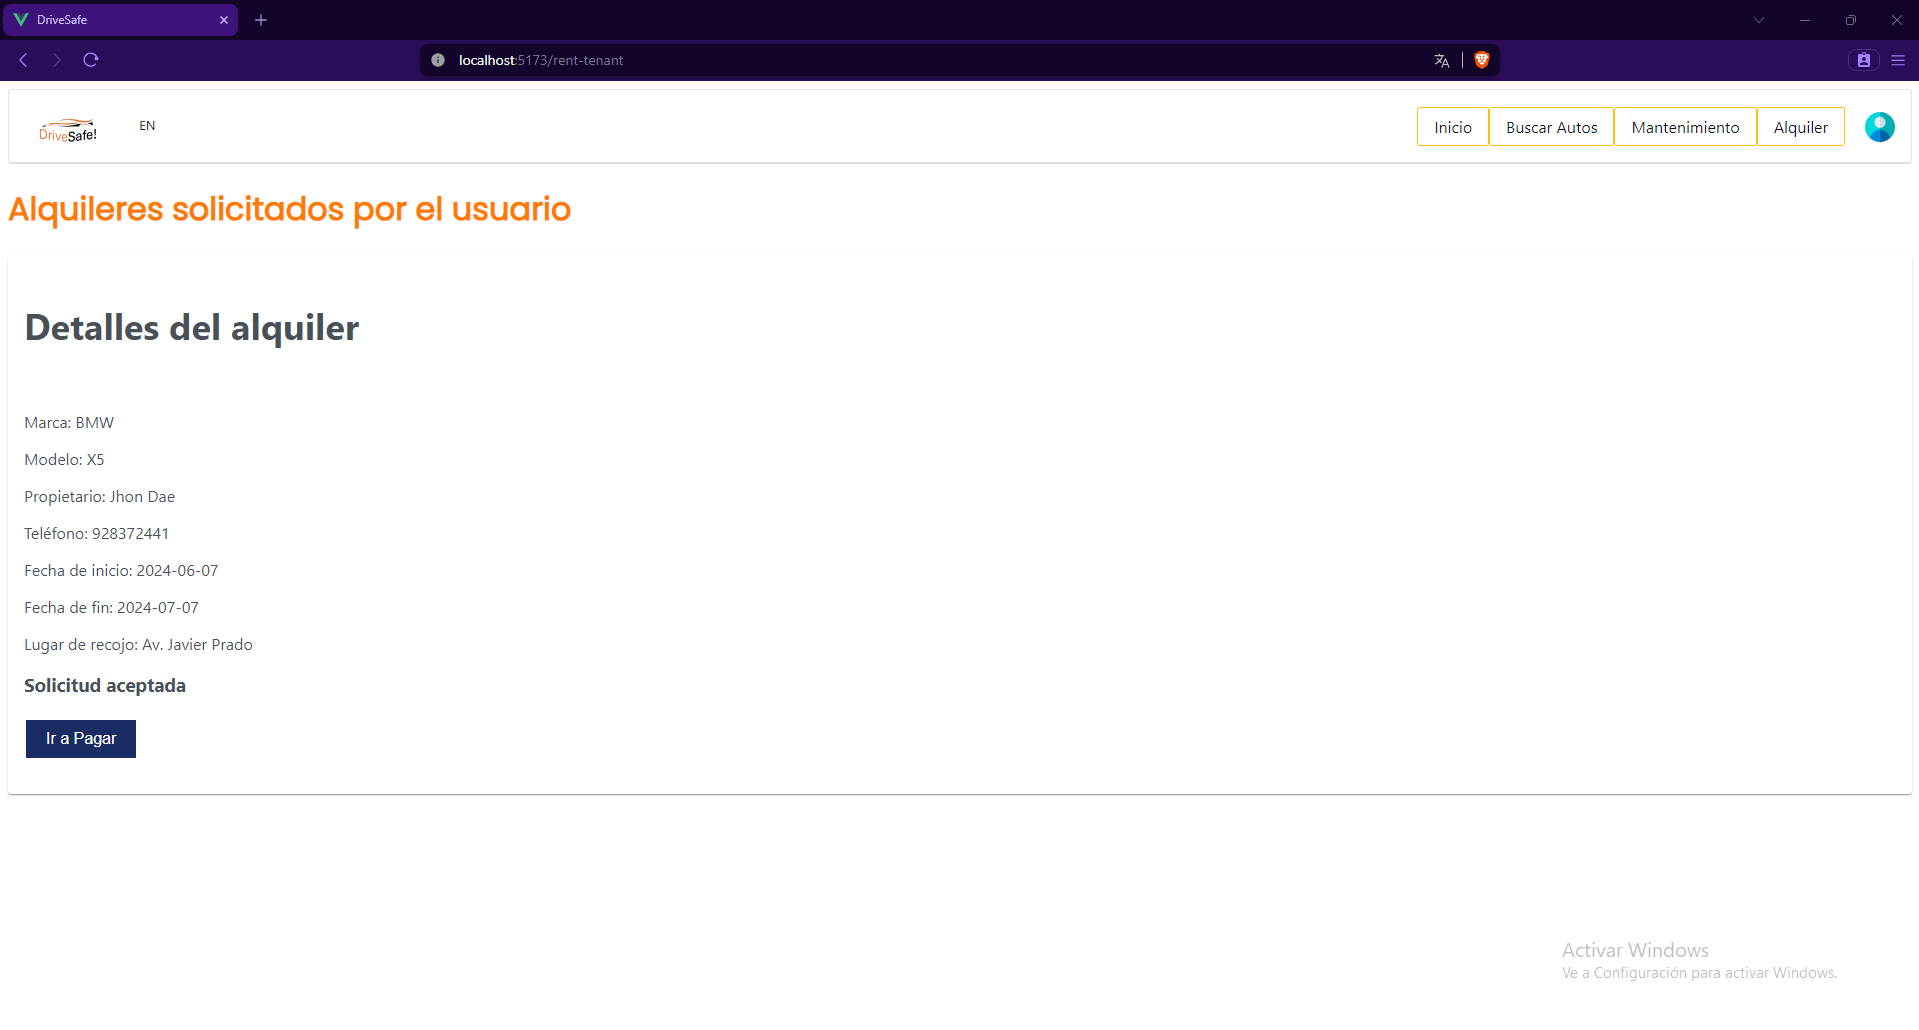 DriveSafe
localhost:5173/rent-tenant
DriveSafe!
EN
Inicio
Buscar Autos
Mantenimiento
Alquiler
Alquileres solicitados por el usuario
Detalles del alquiler
Marca: BMW
Modelo: X5
Propietario: Jhon Dae
Teléfono: 928372441
Fecha de inicio: 2024-06-07
Fecha de fin: 2024-07-07
Lugar de recojo: Av. Javier Prado
Solicitud aceptada
Ir a Pagar
Activar Windows
Ve a Configuración para activar Windows.